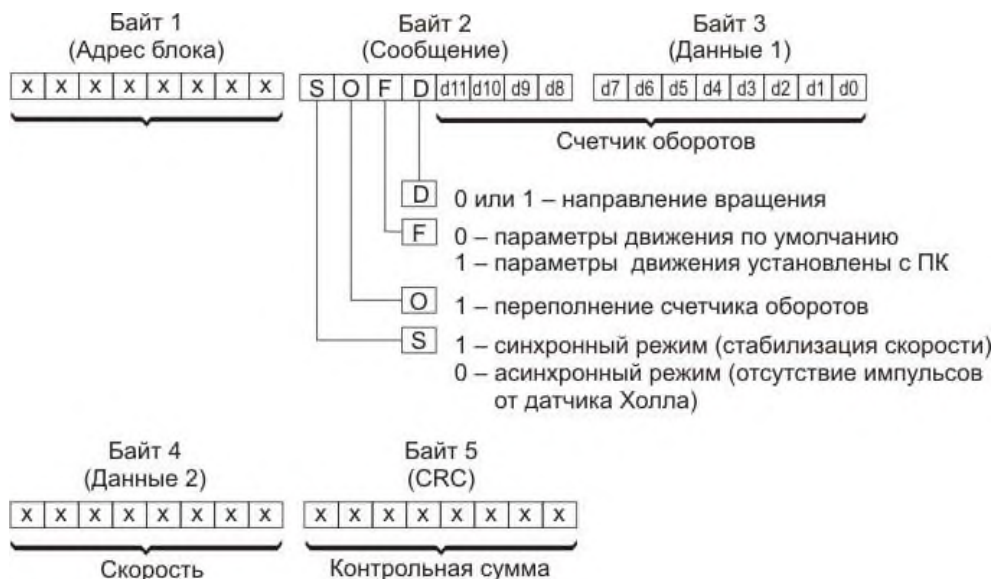 Байт 1 Байт 2 Байт 3
(Адрес блока) (Сообщение) (Данные 1)
x x x x x x x x S O F D d11 d10 d9 d8 d7 d6 d5 d4 d3 d2 d1 d0
Счетчик оборотов
D 0 или 1 – направление вращения
F 0 – параметры движения по умолчанию
1 – параметры движения установлены с ПК
O 1 – переполнение счетчика оборотов
S 1 – синхронный режим (стабилизация скорости)
0 – асинхронный режим (отсутствие импульсов
от датчика Холла)
Байт 4 Байт 5
(Данные 2) (CRC)
x x x x x x x x x x x x x x x x
Скорость Контрольная сумма